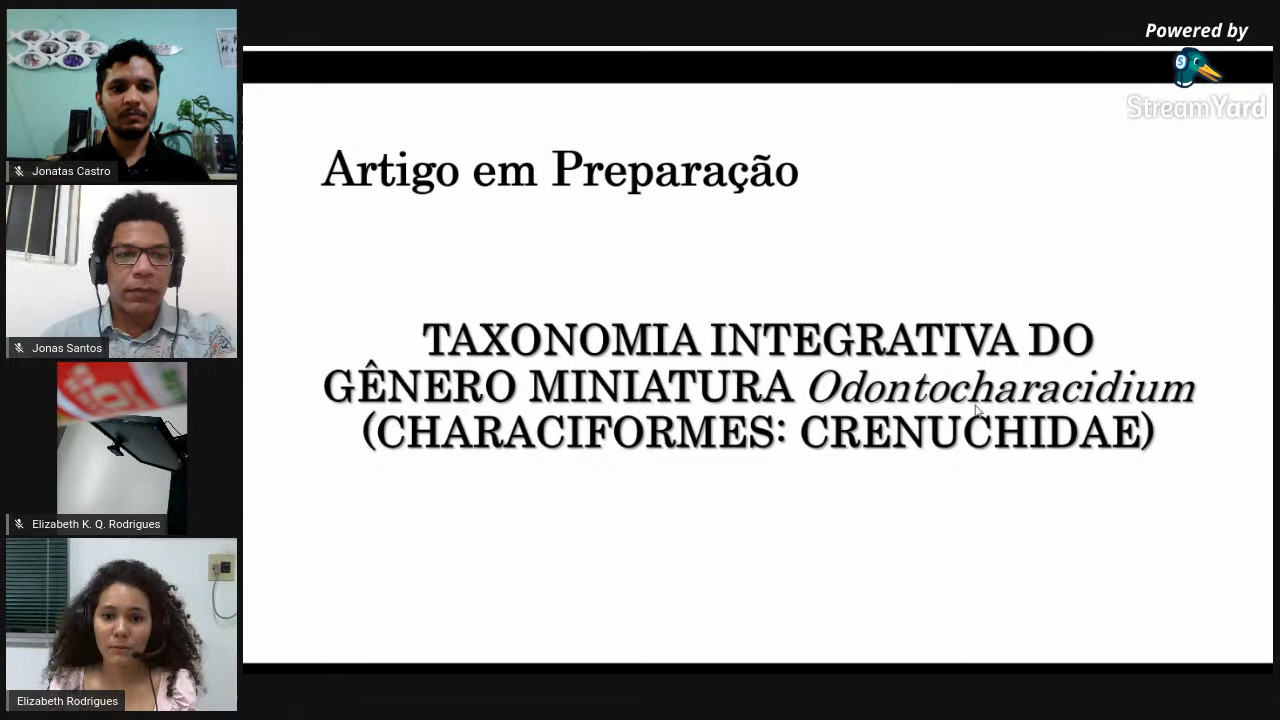 Powered by
StreamYard
Jonatas Castro
Jonas Santos
Elizabeth K. Q. Rodrigues
Elizabeth Rodrigues
Artigo em Preparação
TAXONOMIA INTEGRATIVA DO
GÊNERO MINIATURA Odontocharacidium
(CHARACIFORMES: CRENUCHIDAE)